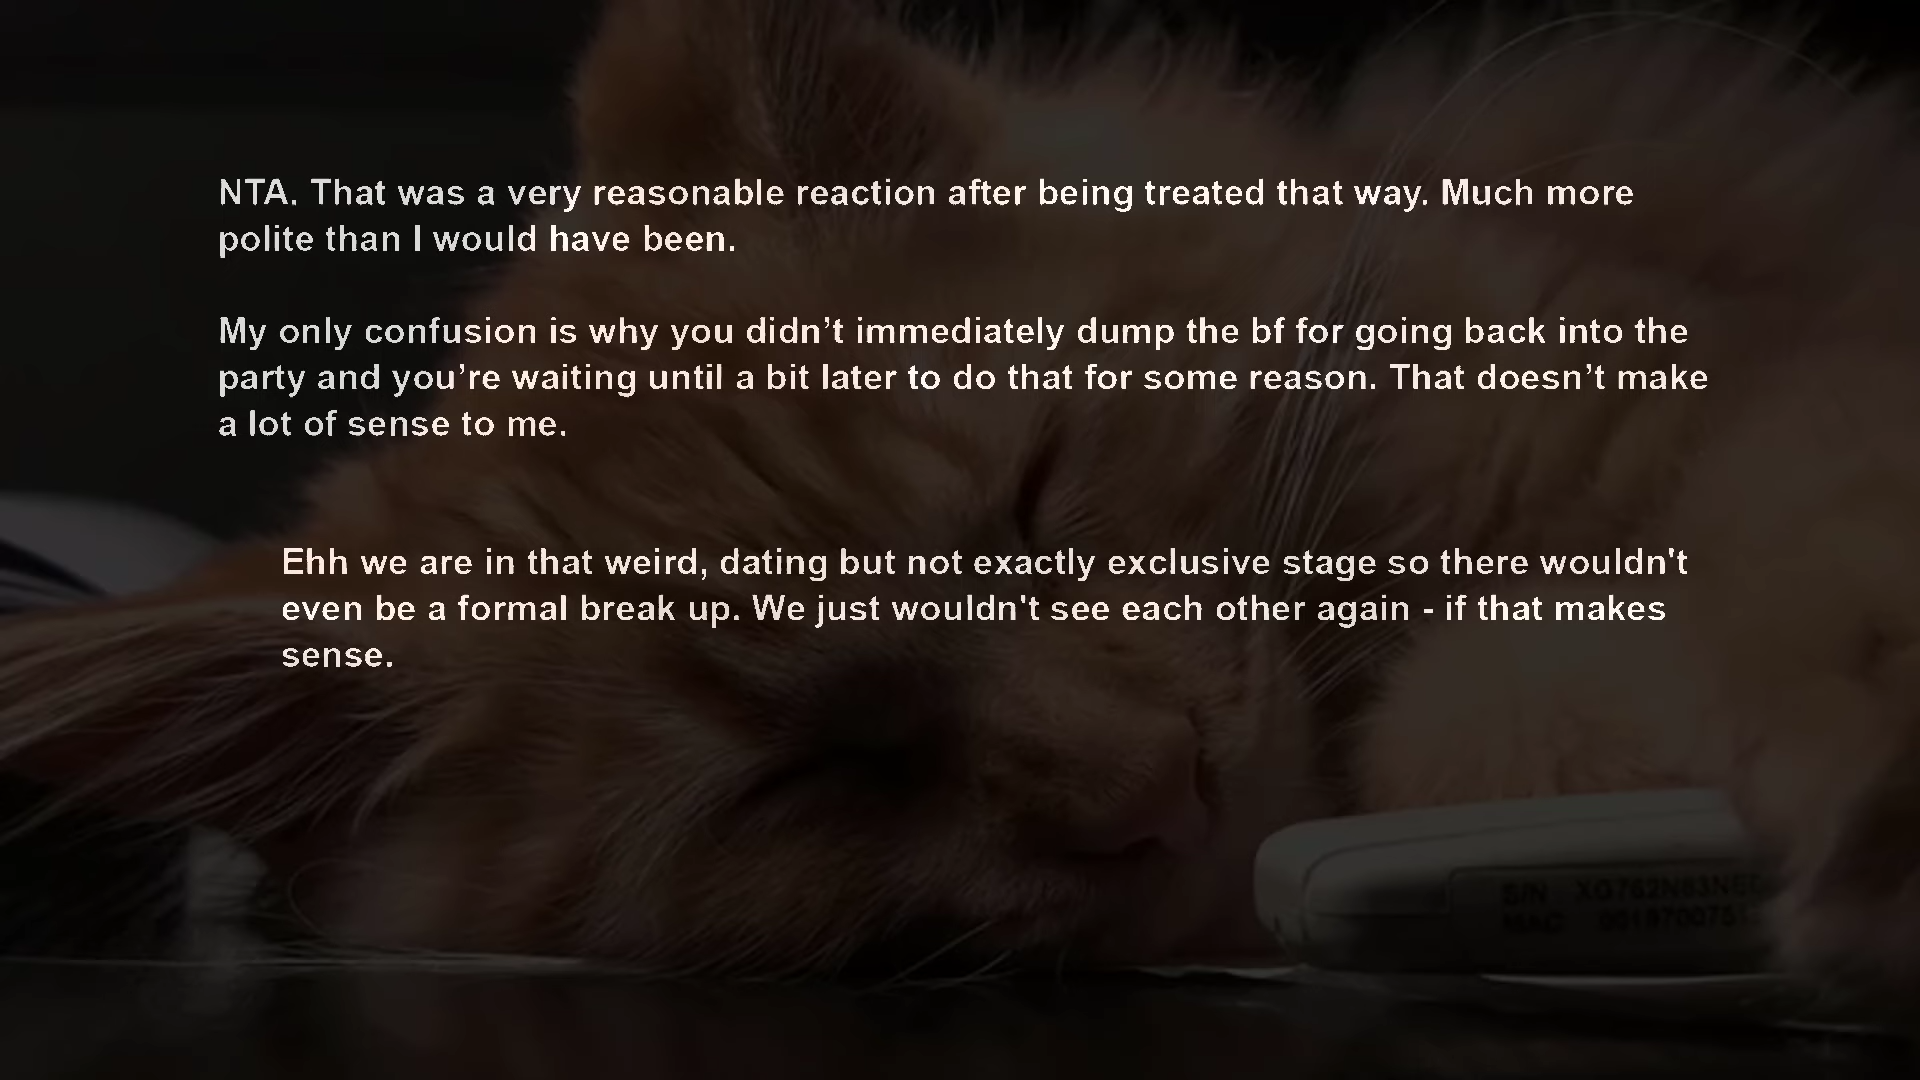 NTA. That was a very reasonable reaction after being treated that way. Much more
polite than I would have been.
My only confusion is why you didn’t immediately dump the bf for going back into the
party and you’re waiting until a bit later to do that for some reason. That doesn’t make
a lot of sense to me.
Ehh we are in that weird, dating but not exactly exclusive stage so there wouldn't
even be a formal break up. We just wouldn't see each other again - if that makes
sense.
S/N
MAC